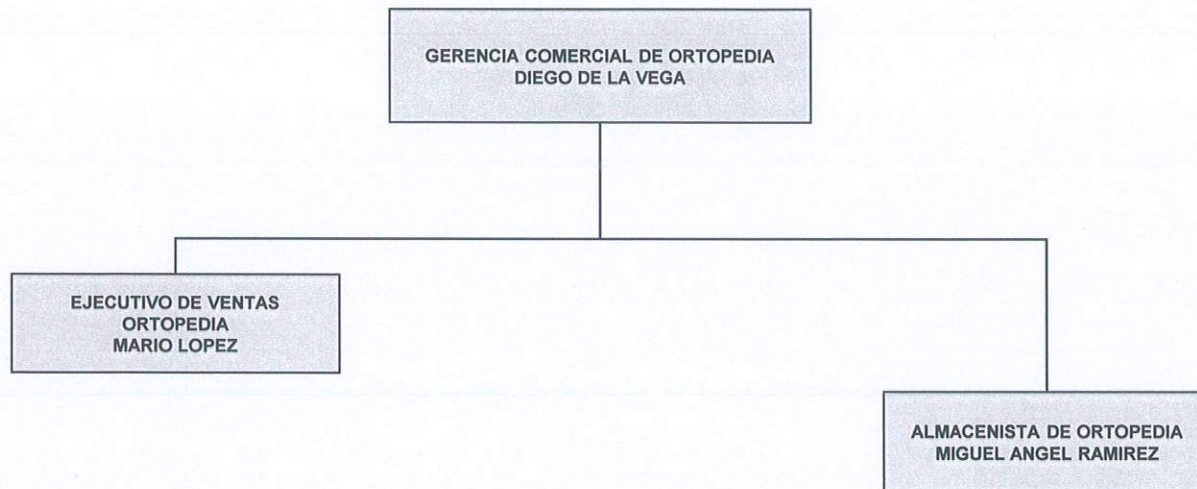 GERENCIA COMERCIAL DE ORTOPEDIA
DIEGO DE LA VEGA
EJECUTIVO DE VENTAS
ORTOPEDIA
MARIO LOPEZ
ALMACENISTA DE ORTOPEDIA
MIGUEL ANGEL RAMIREZ